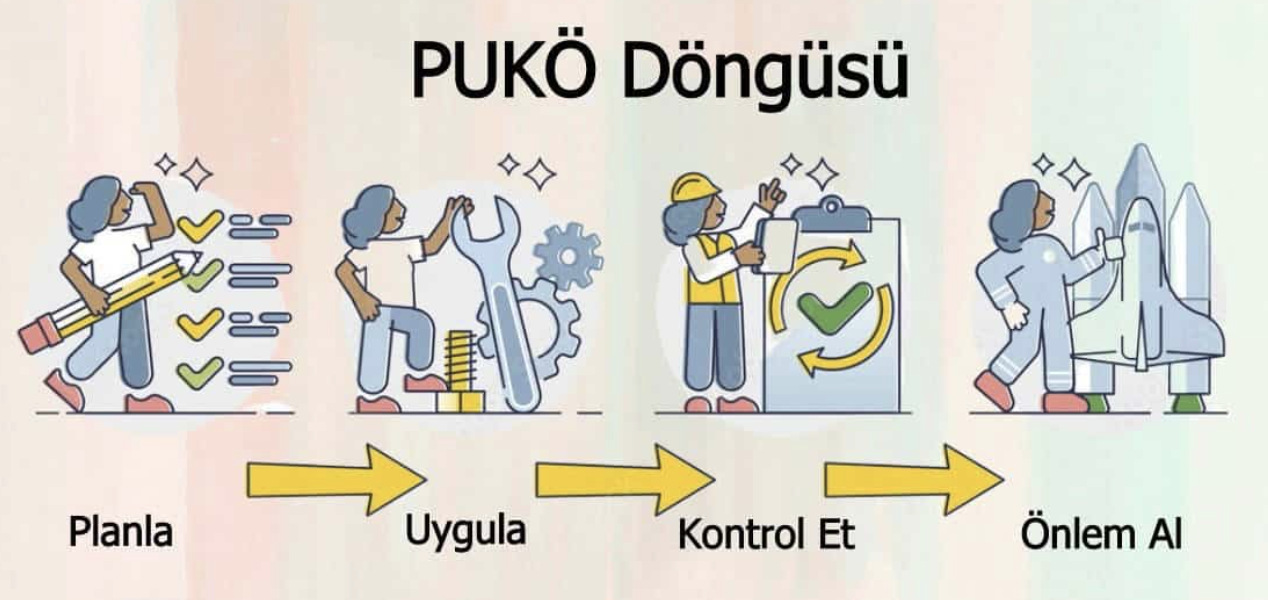 PUKÖ Döngüsü
Planla
Uygula
Kontrol Et
Önlem Al